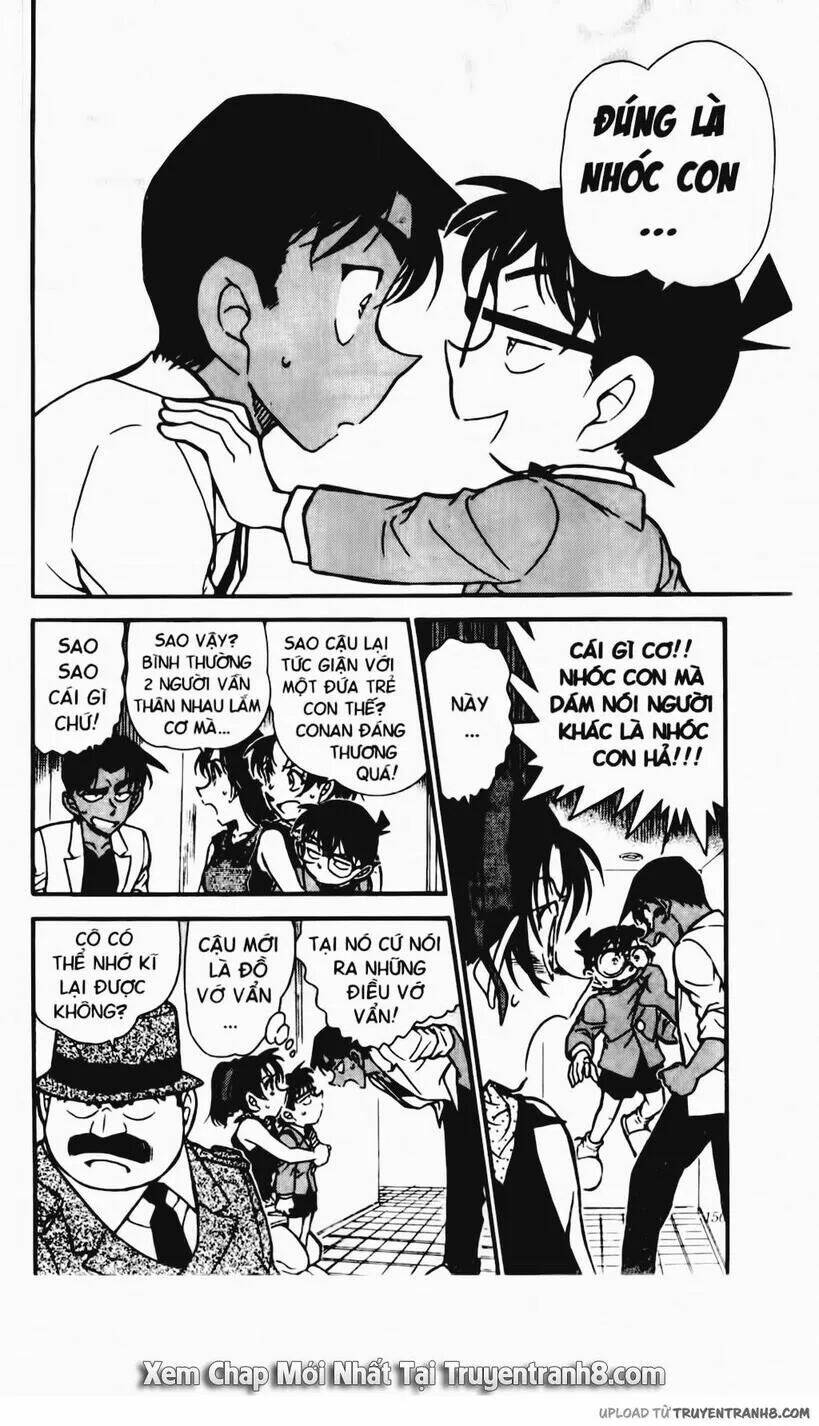 ĐÚNG LÀ
NHÓC CON
...
CÁI GÌ CƠ!!
NHÓC CON MÀ
DÁM NÓI NGƯỜI
KHÁC LÀ NHÓC
CON HẢ!!!
NÀY
...
SAO CẬU LẠI
TỨC GIẬN VỚI
MỘT ĐỨA TRẺ
CON THẾ?
CONAN ĐÁNG
THƯƠNG
QUÁ!
SAO VẬY?
BÌNH THƯỜNG
2 NGƯỜI VẪN
THÂN NHAU LẮM
CƠ MÀ...
SAO
SAO
CÁI GÌ
CHỨ!
TẠI NÓ CỨ NÓI
RA NHỮNG
ĐIỀU VỚ
VẨN!
CẬU MỚI
LÀ ĐỒ
VỚ VẨN
...
CÔ CÓ
THỂ NHỚ KĨ
LẠI ĐƯỢC
KHÔNG?
156
Xem Chap Mới Nhất Tại Truyentranh8.com
UPLOAD TỪ TRUYENTRANH8.COM